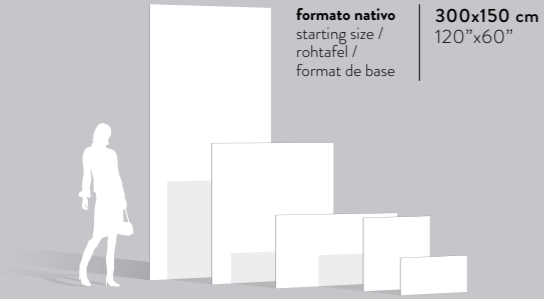 formato nativo
starting size /
rohtafel /
format de base
300x150 cm
120”x60”